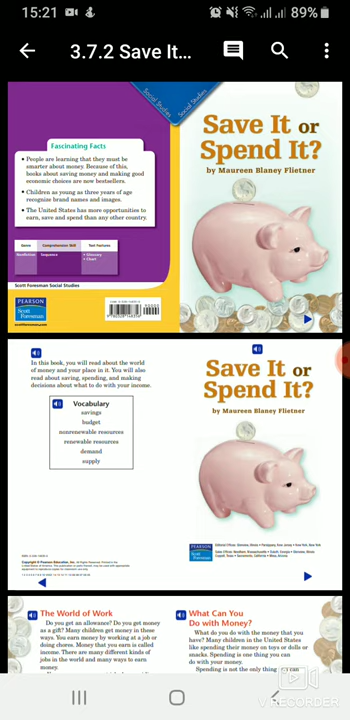 15:21
89%
3.7.2 Save It...
Social Studies
Social Studies
Fascinating Facts
• People are learning that they must be
smarter about money. Because of this,
books about saving money and making good
economic choices are now bestsellers.
• Children as young as three years of age
recognize brand names and images.
• The United States has more opportunities to
earn, save and spend than any other country.
Genre Comprehension Skill Text Features
Nonfiction Sequence • Glossary
• Chart
Scott Foresman Social Studies
PEARSON
Scott
Foresman
scottforesman.com
Save It or
Spend It?
by Maureen Blaney Flietner
In this book, you will read about the world
of money and your place in it. You will also
read about saving, spending, and making
decisions about what to do with your income.
Vocabulary
savings
budget
nonrenewable resources
renewable resources
demand
supply
Save It or
Spend It?
by Maureen Blaney Flietner
PEARSON
Scott
Foresman
The World of Work
Do you get an allowance? Do you get money
as a gift? Many children get money in these
ways. You earn money by working at a job or
doing chores. Money that you earn is called
income. There are many different kinds of
jobs in the world and many ways to earn
money.
What Can You
Do with Money?
What do you do with the money that you
have? Many children in the United States
like spending their money on toys or dolls or
snacks. Spending is one thing you can
do with your money.
Spending is not the only thing you can
V RECORDER